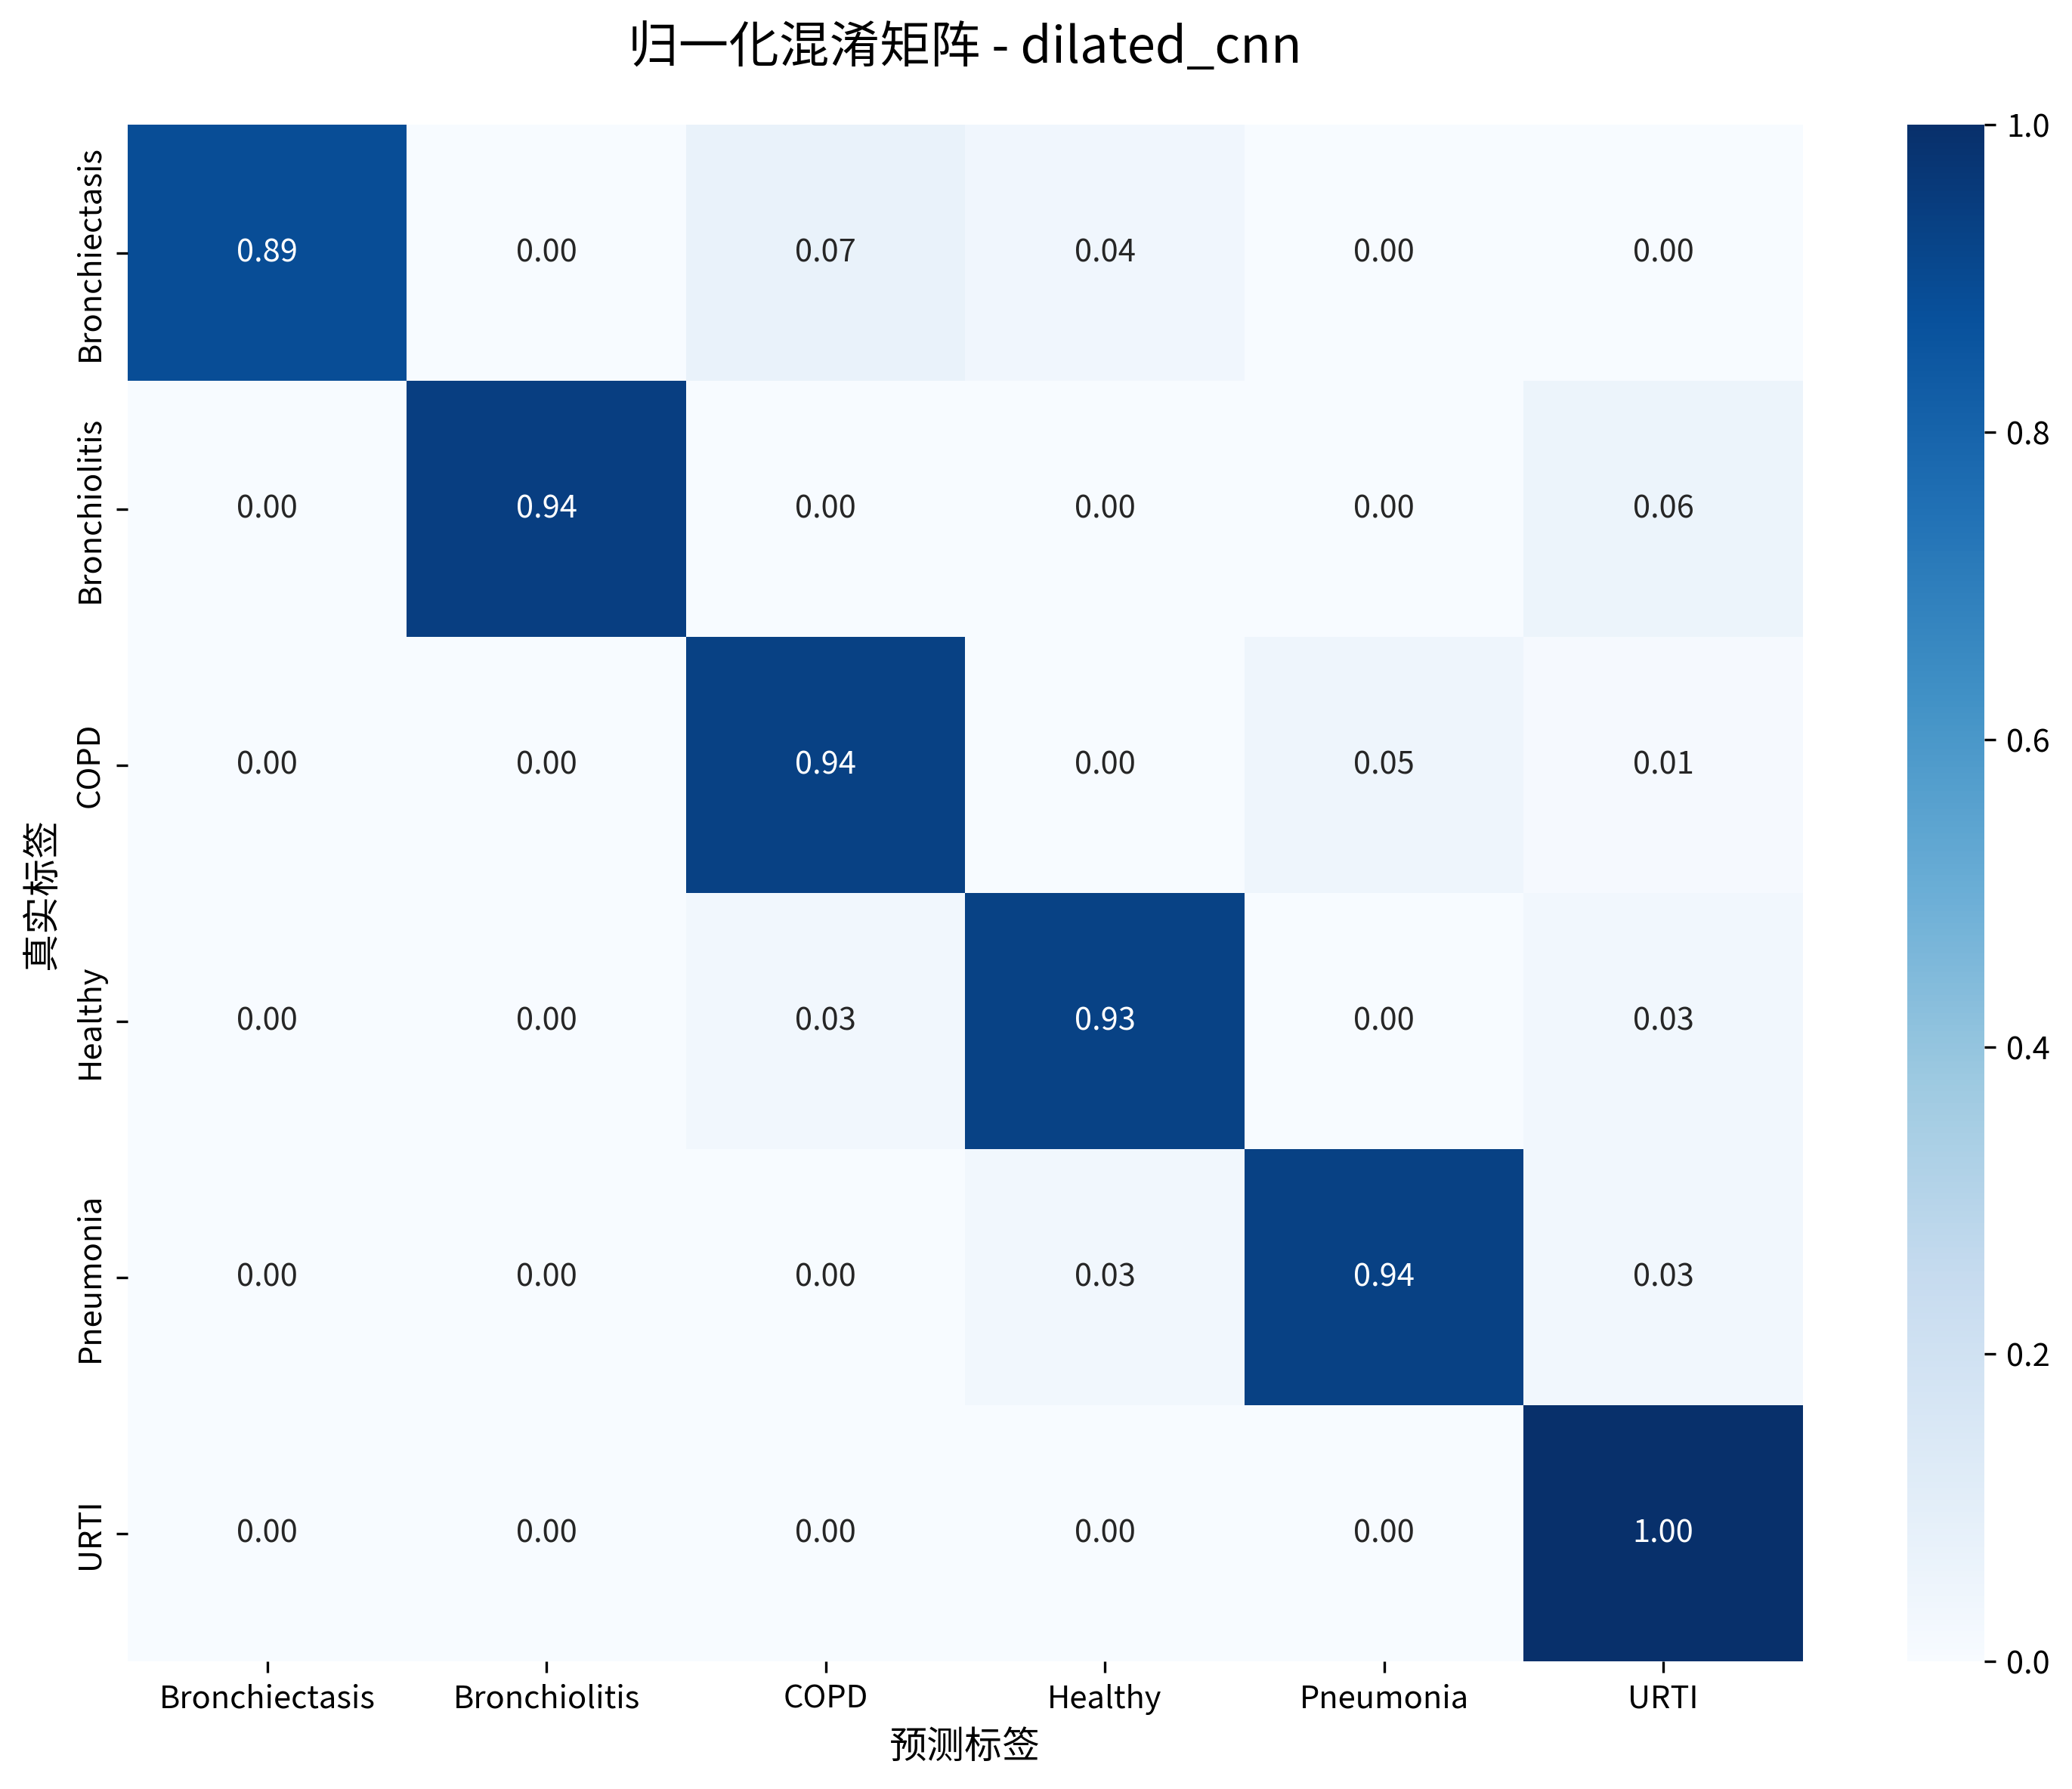 归一化混淆矩阵 - dilated_cnn
真实标签
Bronchiectasis 0.89 0.00 0.07 0.04 0.00 0.00
Bronchiolitis 0.00 0.94 0.00 0.00 0.00 0.06
COPD 0.00 0.00 0.94 0.00 0.05 0.01
Healthy 0.00 0.00 0.03 0.93 0.00 0.03
Pneumonia 0.00 0.00 0.00 0.03 0.94 0.03
URTI 0.00 0.00 0.00 0.00 0.00 1.00
Bronchiectasis Bronchiolitis COPD Healthy Pneumonia URTI
预测标签
1.0
0.8
0.6
0.4
0.2
0.0